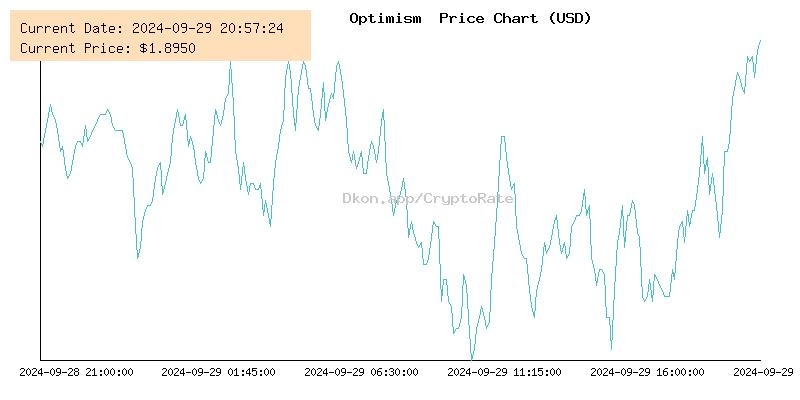 Optimism Price Chart (USD)
Current Date: 2024-09-29 20:57:24
Current Price: $1.8950
Dkon.app/CryptoRate
2024-09-28 21:00:00 2024-09-29 01:45:00 2024-09-29 06:30:00 2024-09-29 11:15:00 2024-09-29 16:00:00 2024-09-29